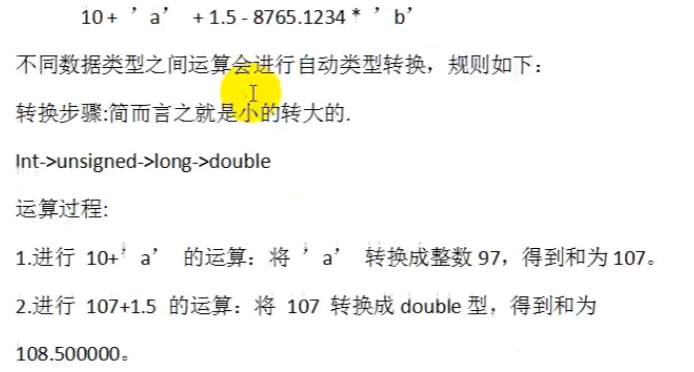 10 + ’a’ + 1.5 - 8765.1234 * ’b’
不同数据类型之间运算会进行自动类型转换，规则如下：
转换步骤:简而言之就是小的转大的.
Int->unsigned->long->double
运算过程:
1.进行 10+’a’ 的运算：将 ’a’ 转换成整数 97，得到和为 107。
2.进行 107+1.5 的运算：将 107 转换成 double 型，得到和为
108.500000。